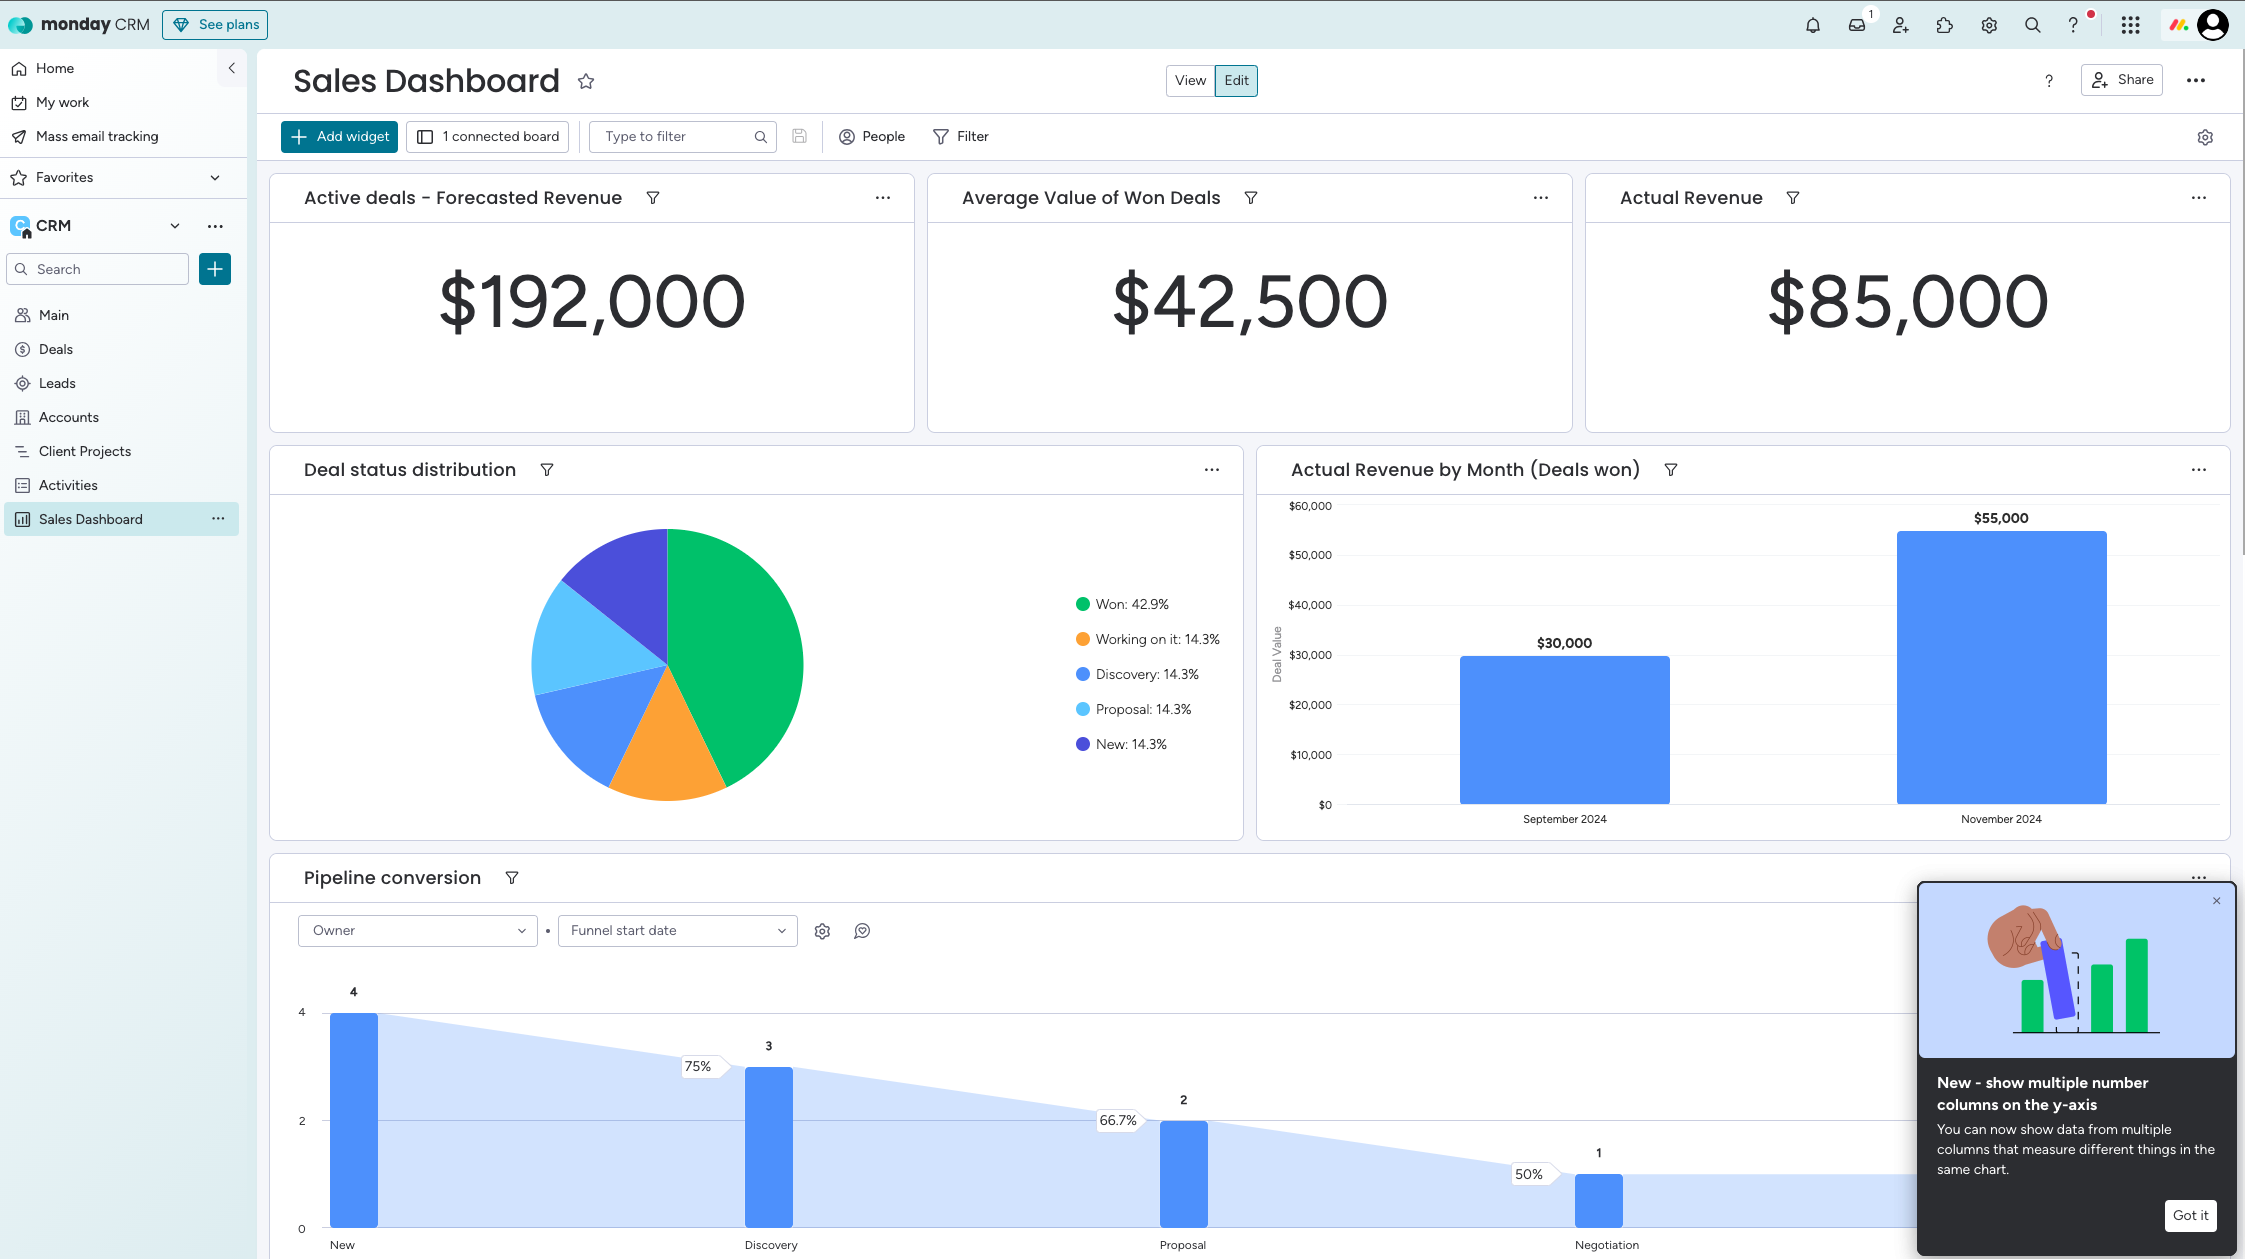 monday CRM
See plans
1
Home
My work
Mass email tracking
Favorites
C CRM
Search
Main
Deals
Leads
Accounts
Client Projects
Activities
Sales Dashboard
Sales Dashboard
View Edit
? Share
Add widget
1 connected board
Type to filter
People
Filter
Active deals - Forecasted Revenue
$192,000
Average Value of Won Deals
$42,500
Actual Revenue
$85,000
Deal status distribution
Won: 42.9%
Working on it: 14.3%
Discovery: 14.3%
Proposal: 14.3%
New: 14.3%
Actual Revenue by Month (Deals won)
Deal Value
$60,000
$50,000
$40,000
$30,000
$20,000
$10,000
$0
$30,000
$55,000
September 2024
November 2024
Pipeline conversion
Owner
Funnel start date
4
2
0
4
75%
3
66.7%
2
50%
1
New
Discovery
Proposal
Negotiation
New - show multiple number
columns on the y-axis
You can now show data from multiple
columns that measure different things in the
same chart.
Got it